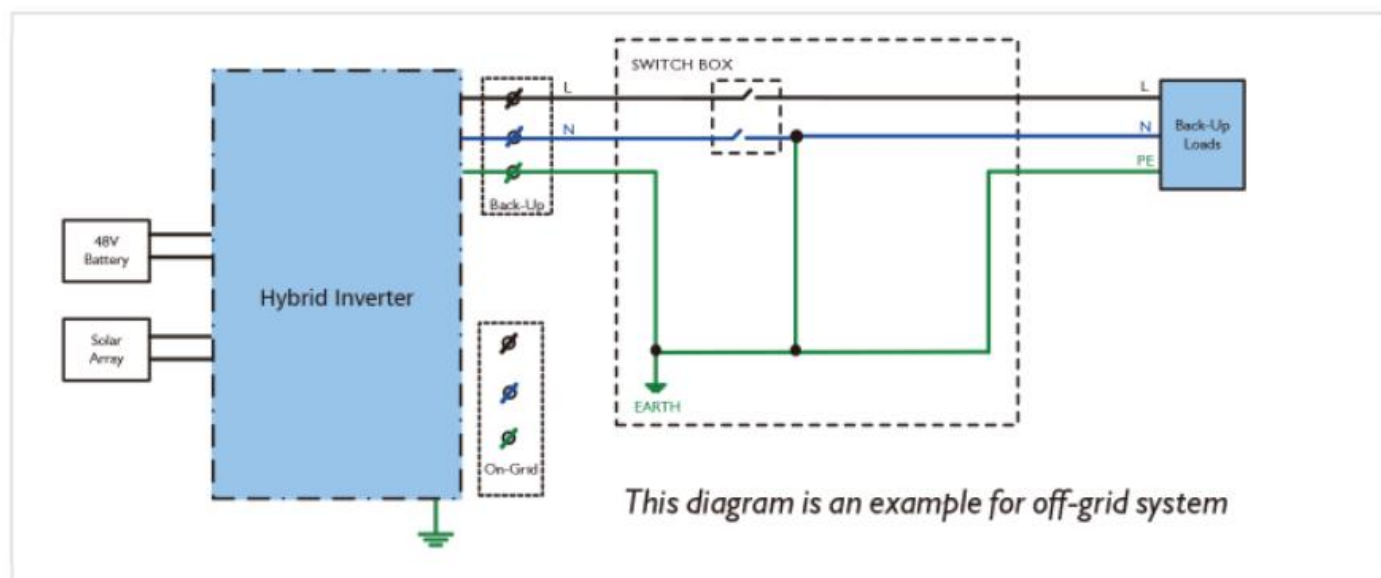 SWITCH BOX
L
L
N
N
Back-Up
Loads
PE
Back-Up
48V
Battery
Hybrid Inverter
Solar
Array
EARTH
On-Grid
This diagram is an example for off-grid system